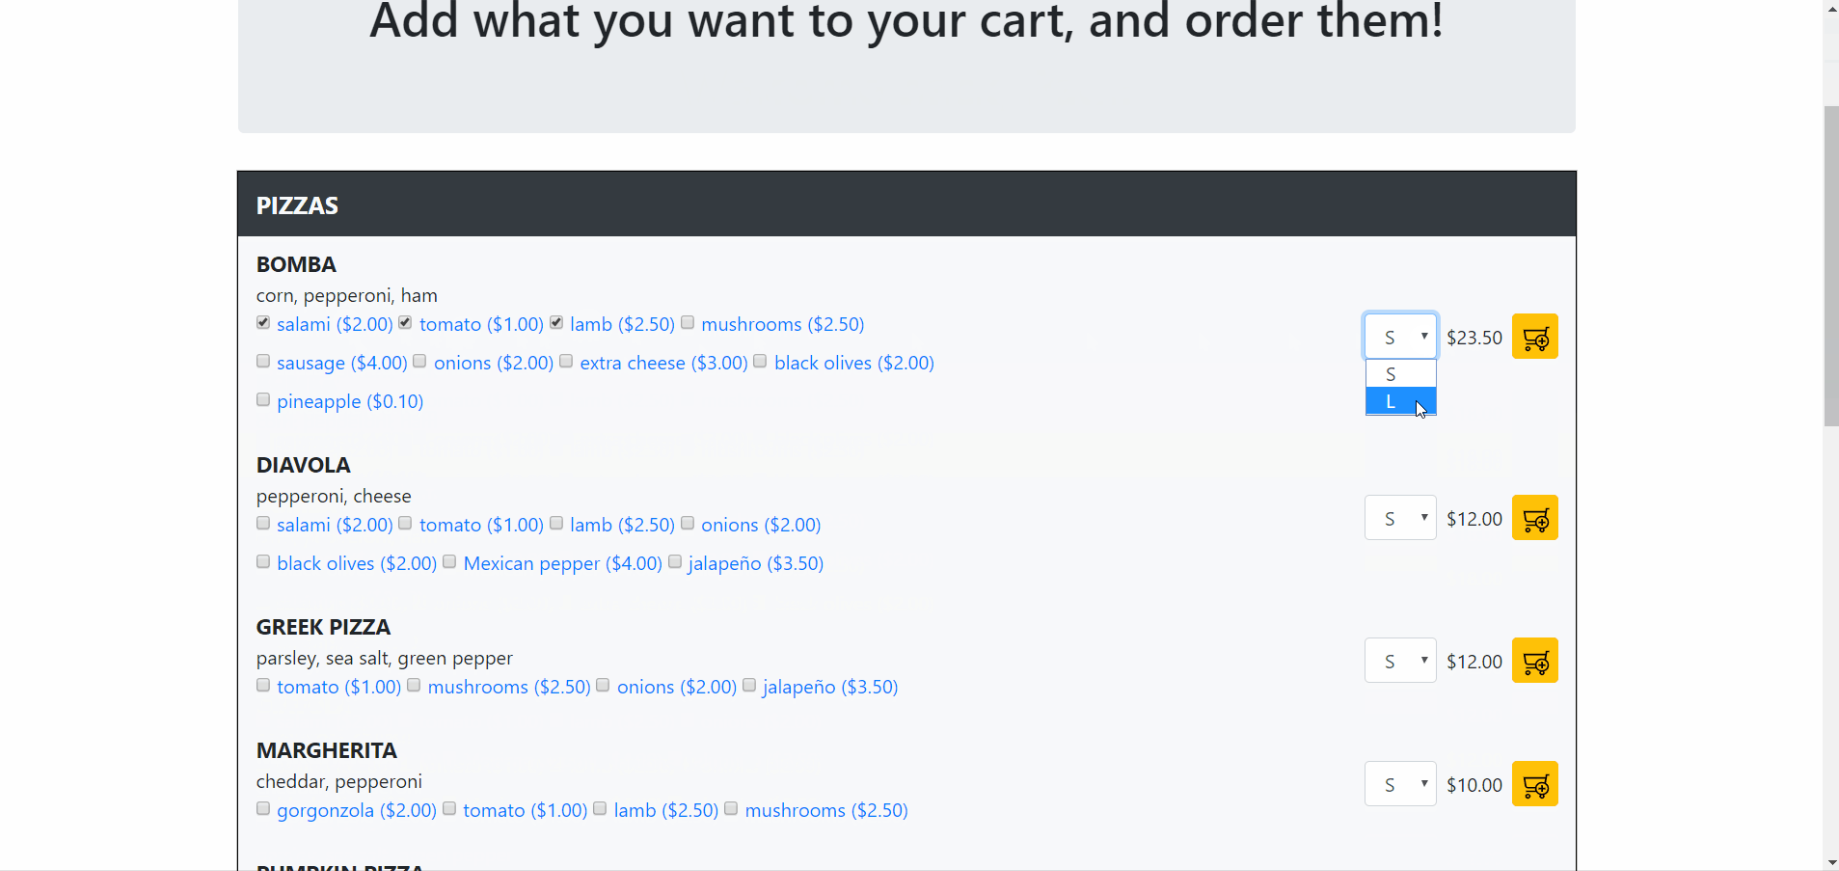 Add what you want to your cart, and order them!
PIZZAS
BOMBA
corn, pepperoni, ham
salami ($2.00) tomato ($1.00) lamb ($2.50) mushrooms ($2.50)
sausage ($4.00) onions ($2.00) extra cheese ($3.00) black olives ($2.00)
pineapple ($0.10)
S $23.50
S
L
DIAVOLA
pepperoni, cheese
salami ($2.00) tomato ($1.00) lamb ($2.50) onions ($2.00)
black olives ($2.00) Mexican pepper ($4.00) jalapeño ($3.50)
S $12.00
GREEK PIZZA
parsley, sea salt, green pepper
tomato ($1.00) mushrooms ($2.50) onions ($2.00) jalapeño ($3.50)
S $12.00
MARGHERITA
cheddar, pepperoni
gorgonzola ($2.00) tomato ($1.00) lamb ($2.50) mushrooms ($2.50)
S $10.00
PUMPKIN PIZZA